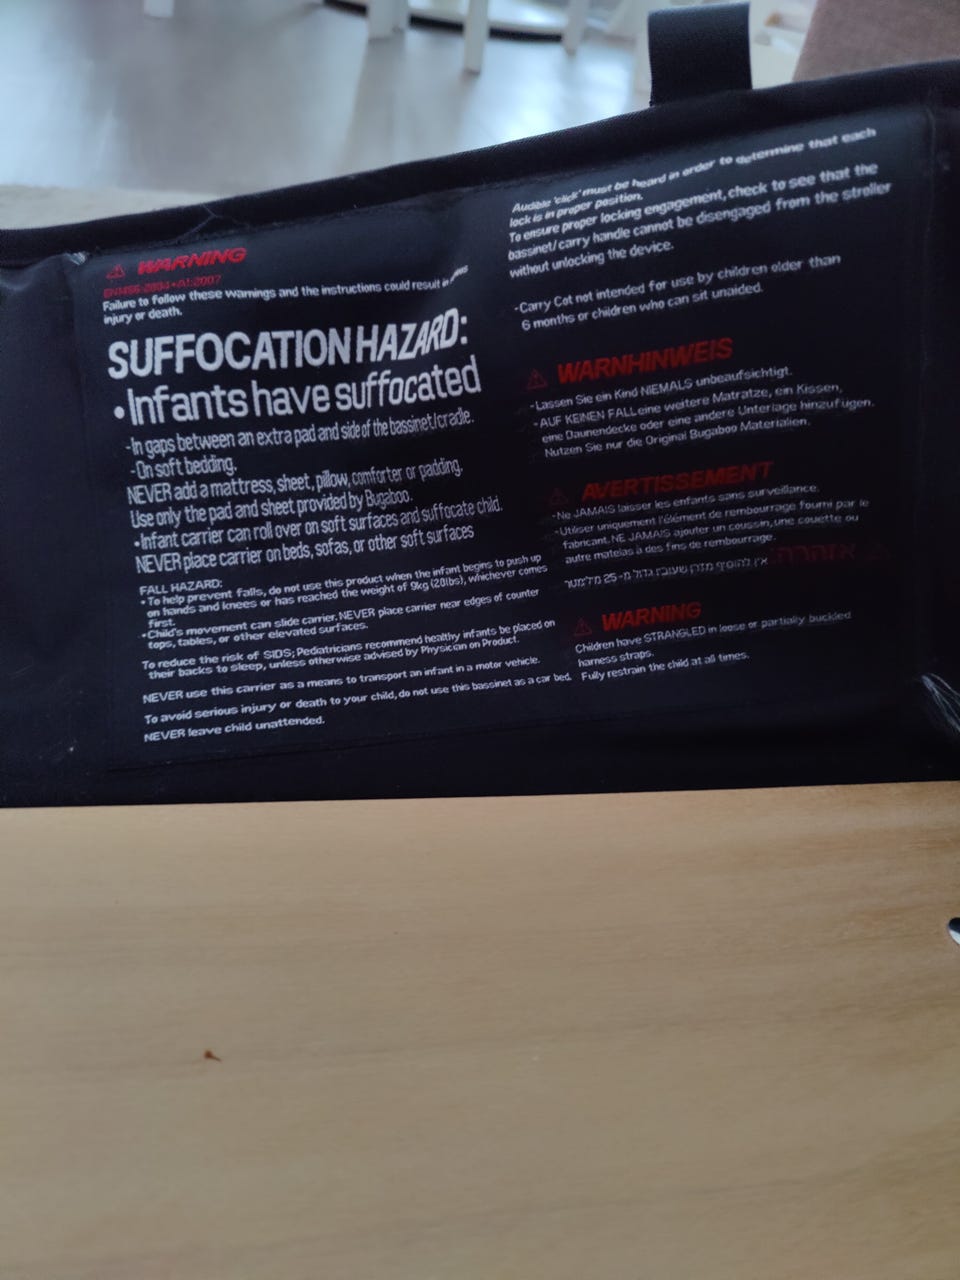 WARNING
EN1466:2004+A1:2007
Failure to follow these warnings and the instructions could result in
injury or death.
SUFFOCATION HAZARD:
•Infants have suffocated
-In gaps between an extra pad and side of the bassinet/cradle.
-On soft bedding.
NEVER add a mattress, sheet, pillow, comforter or padding.
Use only the pad and sheet provided by Bugaboo.
•Infant carrier can roll over on soft surfaces and suffocate child.
NEVER place carrier on beds, sofas, or other soft surfaces
FALL HAZARD:
•To help prevent falls, do not use this product when the infant begins to push up
on hands and knees or has reached the weight of 9kg (20lbs), whichever comes
first.
•Child's movement can slide carrier. NEVER place carrier near edges of counter
tops, tables, or other elevated surfaces.
To reduce the risk of SIDS; Pediatricians recommend healthy infants be placed on
their backs to sleep, unless otherwise advised by Physician on Product.
NEVER use this carrier as a means to transport an infant in a motor vehicle.
To avoid serious injury or death to your child, do not use this bassinet as a car bed.
NEVER leave child unattended.
Audible 'click' must be heard in order to determine that each
lock is in proper position.
To ensure proper locking engagement, check to see that the
bassinet/carry handle cannot be disengaged from the stroller
without unlocking the device.
-Carry Cot not intended for use by children older than
6 months or children who can sit unaided.
WARNHINWEIS
-Lassen Sie ein Kind NIEMALS unbeaufsichtigt.
-AUF KEINEN FALL eine weitere Matratze, ein Kissen,
eine Daunendecke oder eine andere Unterlage hinzufügen.
Nutzen Sie nur die Original Bugaboo Materialien.
AVERTISSEMENT
-Ne JAMAIS laisser les enfants sans surveillance.
-Utiliser uniquement l'élément de rembourrage fourni par le
fabricant. NE JAMAIS ajouter un coussin, une couette ou
autre matelas à des fins de rembourrage.
אזהרה
אין להוסיף מזרן שעוביו גדול מ- 25 מילימטר
WARNING
Children have STRANGLED in loose or partially buckled
harness straps.
Fully restrain the child at all times.